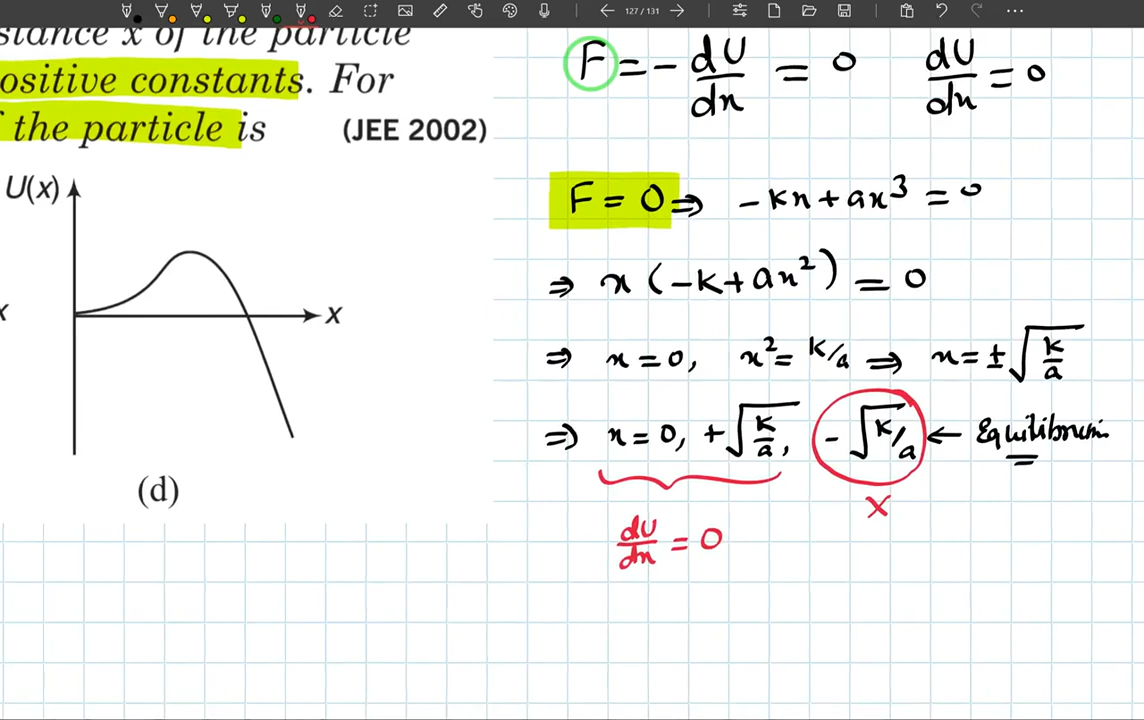 127 / 131
stance x of the particle
ositive constants. For
the particle is (JEE 2002)
U(x)
x
(d)
F = - dU/dx = 0 dU/dx = 0
F = 0 ⇒ -kx + ax³ = 0
⇒ x (-k + ax²) = 0
⇒ x = 0, x² = k/a ⇒ x = ± √(k/a)
⇒ x = 0, + √(k/a), - √(k/a) ← Equilibrium
x
dU/dx = 0